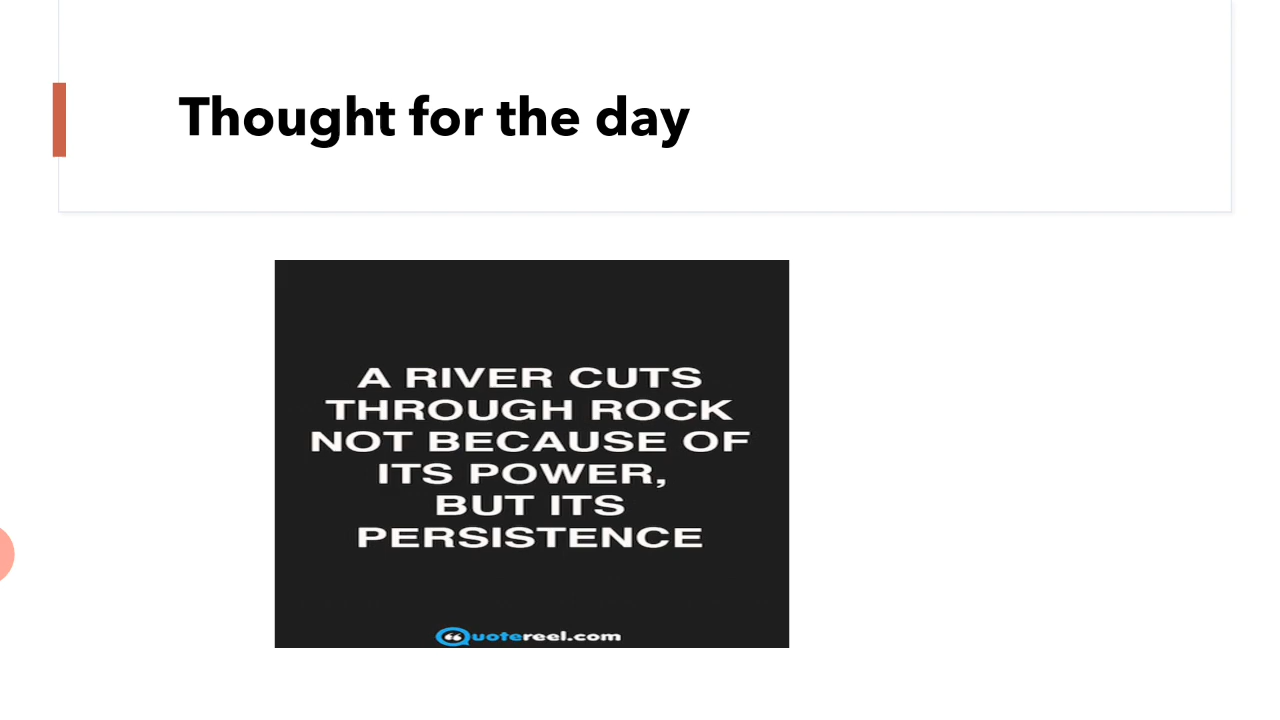 Thought for the day
A RIVER CUTS
THROUGH ROCK
NOT BECAUSE OF
ITS POWER,
BUT ITS
PERSISTENCE
Quotereel.com